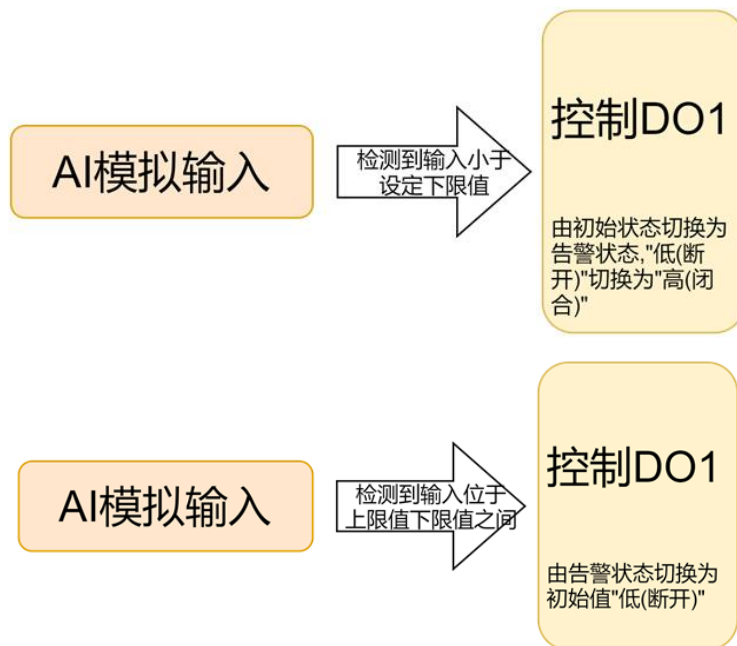 AI模拟输入
检测到输入小于
设定下限值
控制DO1
由初始状态切换为
告警状态,"低(断
开)"切换为"高(闭
合)"
AI模拟输入
检测到输入位于
上限值下限值之间
控制DO1
由告警状态切换为
初始值"低(断开)"